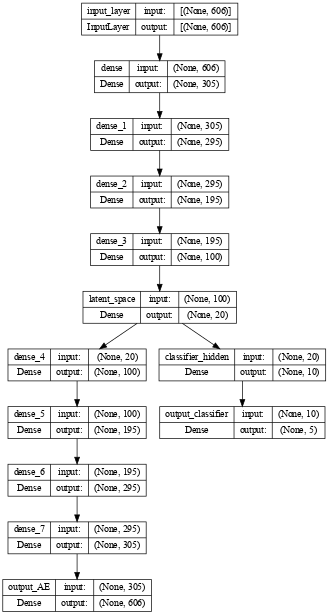 input_layer input: [(None, 606)]
InputLayer output: [(None, 606)]
dense input: (None, 606)
Dense output: (None, 305)
dense_1 input: (None, 305)
Dense output: (None, 295)
dense_2 input: (None, 295)
Dense output: (None, 195)
dense_3 input: (None, 195)
Dense output: (None, 100)
latent_space input: (None, 100)
Dense output: (None, 20)
dense_4 input: (None, 20)
Dense output: (None, 100)
classifier_hidden input: (None, 20)
Dense output: (None, 10)
dense_5 input: (None, 100)
Dense output: (None, 195)
output_classifier input: (None, 10)
Dense output: (None, 5)
dense_6 input: (None, 195)
Dense output: (None, 295)
dense_7 input: (None, 295)
Dense output: (None, 305)
output_AE input: (None, 305)
Dense output: (None, 606)